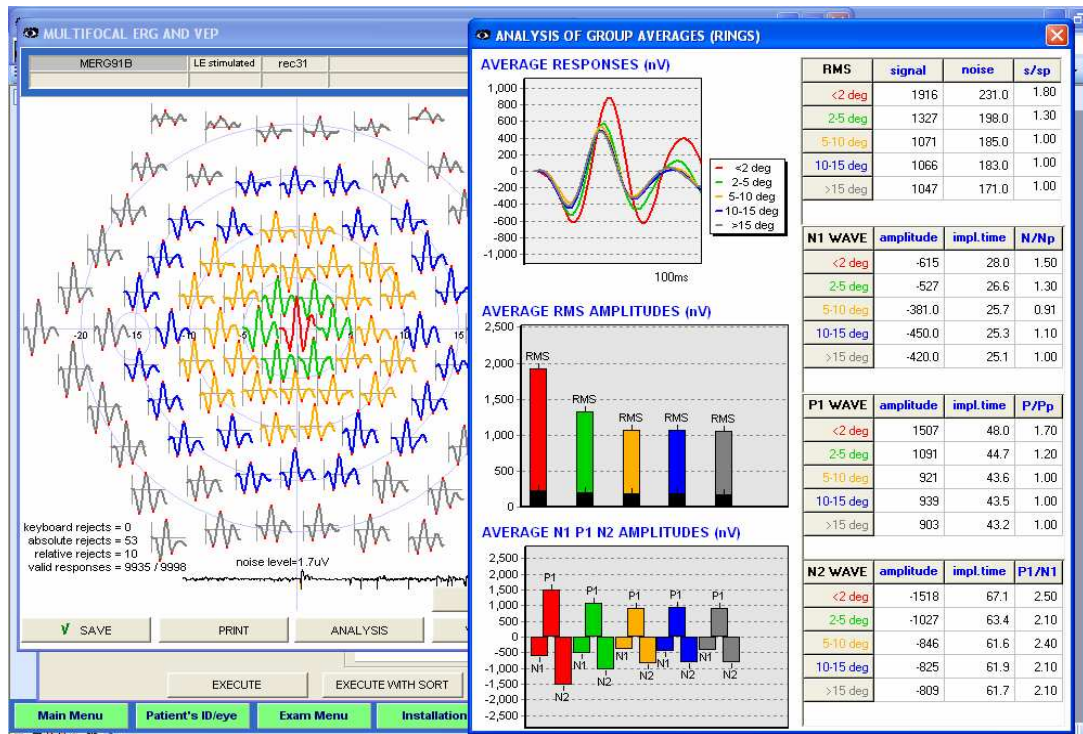 MULTIFOCAL ERG AND VEP
MERG91B LE stimulated rec31
-20 -15 -10 -5 5 10 15
keyboard rejects = 0
absolute rejects = 53
relative rejects = 10
valid responses = 9935 / 9998
noise level=1.7uV
SAVE PRINT ANALYSIS
EXECUTE EXECUTE WITH SORT
Main Menu Patient's ID/eye Exam Menu Installation
ANALYSIS OF GROUP AVERAGES (RINGS)
AVERAGE RESPONSES (nV)
1,000
800
600
400
200
0
-200
-400
-600
-800
-1,000
100ms
<2 deg
2-5 deg
5-10 deg
10-15 deg
>15 deg
AVERAGE RMS AMPLITUDES (nV)
2,500
2,000
1,500
1,000
500
0
RMS RMS RMS RMS RMS
AVERAGE N1 P1 N2 AMPLITUDES (nV)
2,500
2,000
1,500
1,000
500
0
-500
-1,000
-1,500
-2,000
-2,500
P1 P1 P1 P1 P1
N1 N1 N1 N1 N1
N2 N2 N2 N2 N2
RMS signal noise s/sp
<2 deg 1916 231.0 1.80
2-5 deg 1327 198.0 1.30
5-10 deg 1071 185.0 1.00
10-15 deg 1066 183.0 1.00
>15 deg 1047 171.0 1.00
N1 WAVE amplitude impl.time N/Np
<2 deg -615 28.0 1.50
2-5 deg -527 26.6 1.30
5-10 deg -381.0 25.7 0.91
10-15 deg -450.0 25.3 1.10
>15 deg -420.0 25.1 1.00
P1 WAVE amplitude impl.time P/Pp
<2 deg 1507 48.0 1.70
2-5 deg 1091 44.7 1.20
5-10 deg 921 43.6 1.00
10-15 deg 939 43.5 1.00
>15 deg 903 43.2 1.00
N2 WAVE amplitude impl.time P1/N1
<2 deg -1518 67.1 2.50
2-5 deg -1027 63.4 2.10
5-10 deg -846 61.6 2.40
10-15 deg -825 61.9 2.10
>15 deg -809 61.7 2.10